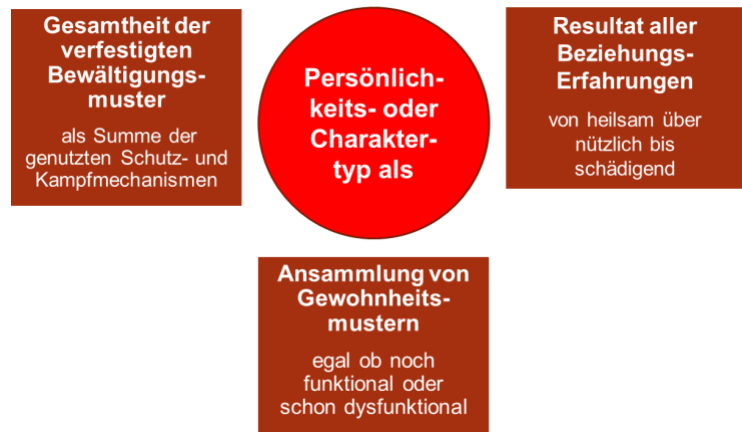 Gesamtheit der
verfestigten
Bewältigungs-
muster
als Summe der
genutzten Schutz- und
Kampfmechanismen
Persönlich-
keits- oder
Charakter-
typ als
Resultat aller
Beziehungs-
Erfahrungen
von heilsam über
nützlich bis
schädigend
Ansammlung von
Gewohnheits-
mustern
egal ob noch
funktional oder
schon dysfunktional